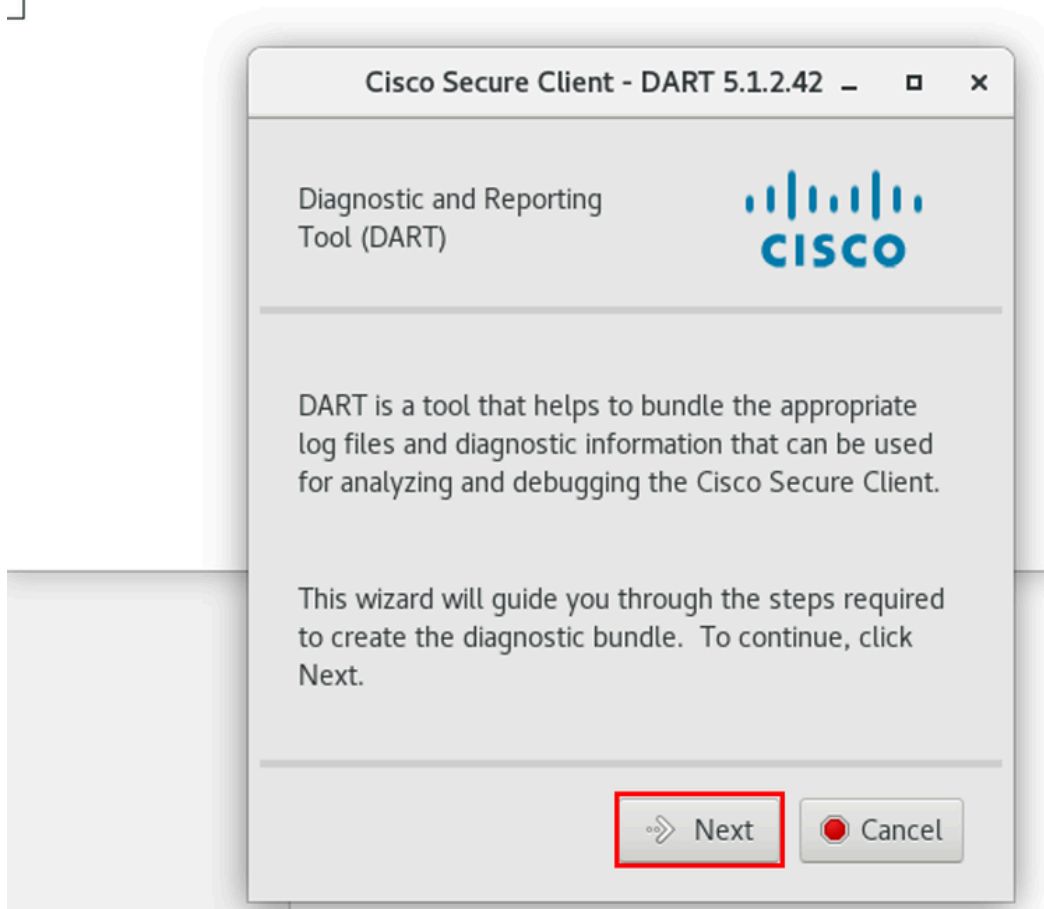 Cisco Secure Client - DART 5.1.2.42
Diagnostic and Reporting
Tool (DART)
CISCO
DART is a tool that helps to bundle the appropriate
log files and diagnostic information that can be used
for analyzing and debugging the Cisco Secure Client.
This wizard will guide you through the steps required
to create the diagnostic bundle.  To continue, click
Next.
Next
Cancel